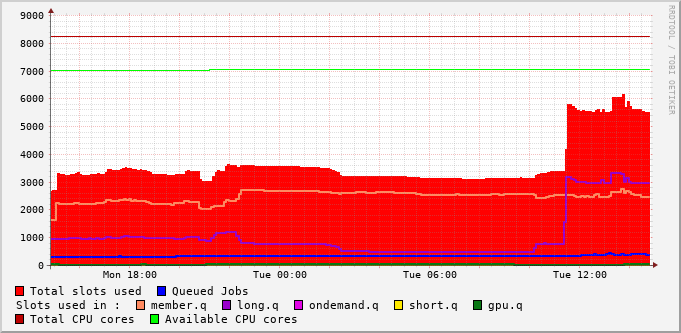 RRDTOOL / TOBI OETIKER
9000
8000
7000
6000
5000
4000
3000
2000
1000
0
Mon 18:00 Tue 00:00 Tue 06:00 Tue 12:00
Total slots used Queued Jobs
Slots used in : member.q long.q ondemand.q short.q gpu.q
Total CPU cores Available CPU cores